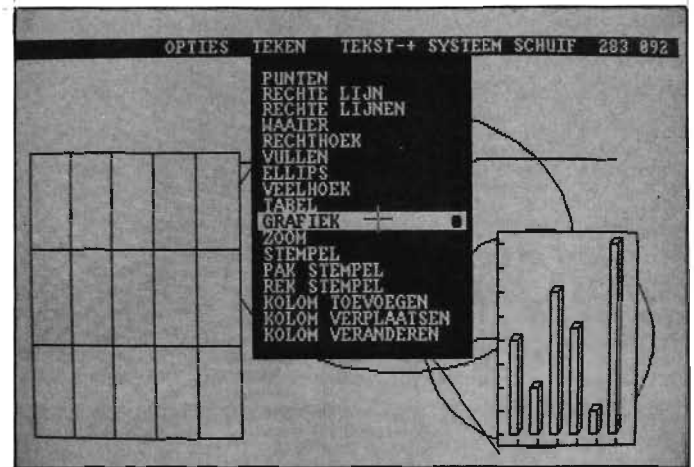 OPTIES TEKEN TEKST-+ SYSTEEM SCHUIF 283 092
PUNTEN
RECHTE LIJN
RECHTE LIJNEN
WAAIER
RECHTHOEK
VULLEN
ELLIPS
VEELHOEK
TABEL
GRAFIEK
ZOOM
STEMPEL
PAK STEMPEL
REK STEMPEL
KOLOM TOEVOEGEN
KOLOM VERPLAATSEN
KOLOM VERANDEREN